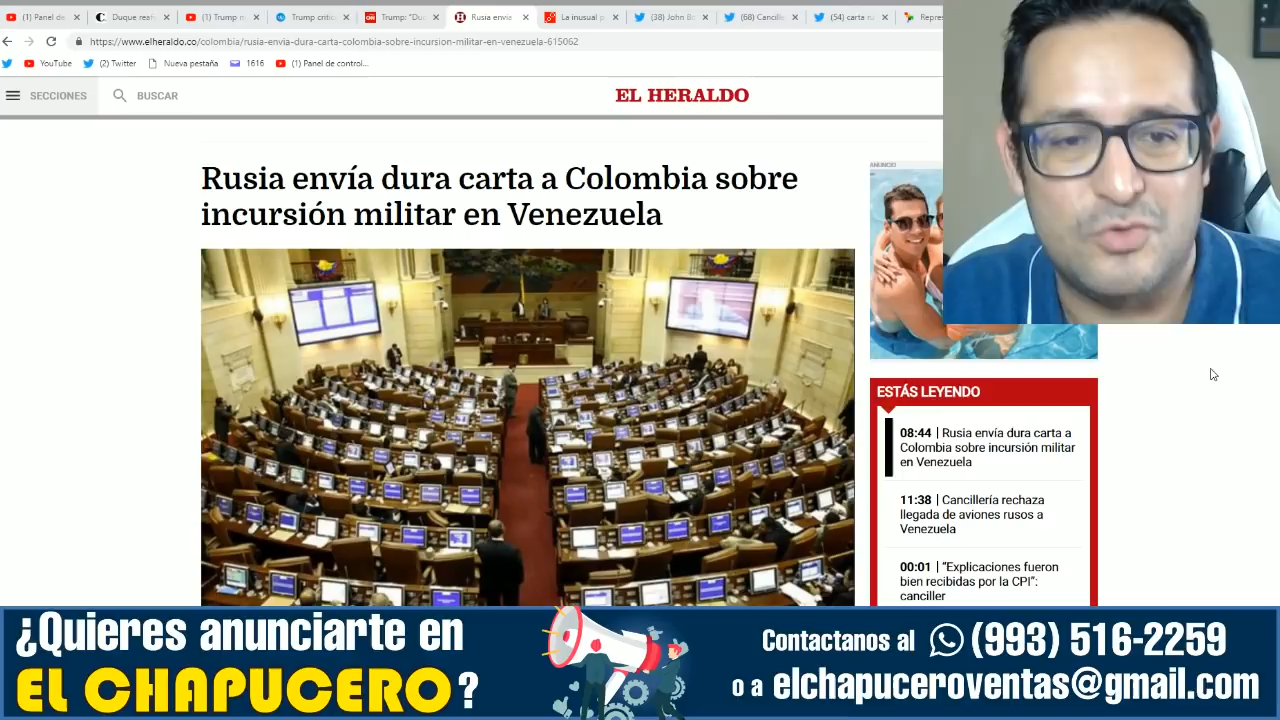 (1) Panel de
Duque reaf
(1) Trump n
Trump critic
Trump: "Du
Rusia envía
La inusual p
(38) John Bo
(68) Cancille
(54) carta ru
Repres
https://www.elheraldo.co/colombia/rusia-envia-dura-carta-colombia-sobre-incursion-militar-en-venezuela-615062
YouTube
(2) Twitter
Nueva pestaña
1616
(1) Panel de control...
SECCIONES
BUSCAR
EL HERALDO
Rusia envía dura carta a Colombia sobre
incursión militar en Venezuela
ANUNCIO
ESTÁS LEYENDO
08:44 | Rusia envía dura carta a
Colombia sobre incursión militar
en Venezuela
11:38 | Cancillería rechaza
llegada de aviones rusos a
Venezuela
00:01 | "Explicaciones fueron
bien recibidas por la CPI":
canciller
¿Quieres anunciarte en
EL CHAPUCERO?
Contactanos al (993) 516-2259
o a elchapuceroventas@gmail.com